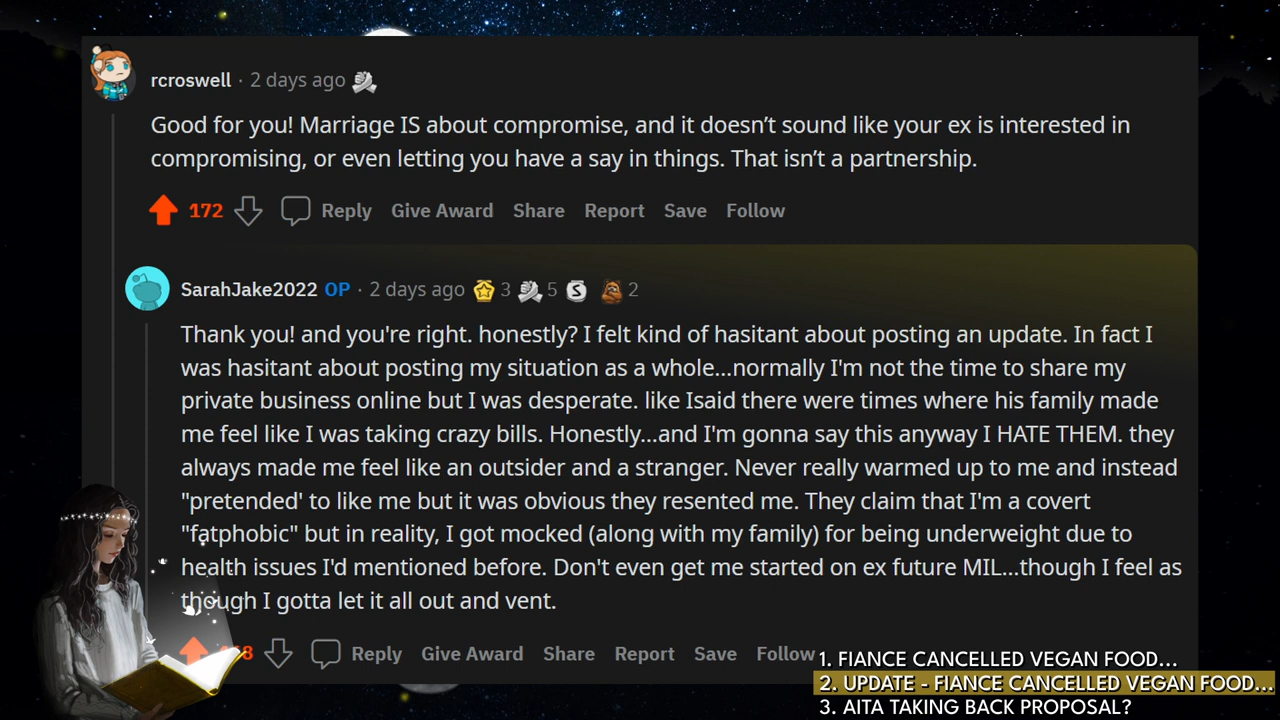 rcroswell · 2 days ago
Good for you! Marriage IS about compromise, and it doesn't sound like your ex is interested in
compromising, or even letting you have a say in things. That isn't a partnership.
172 Reply Give Award Share Report Save Follow
SarahJake2022 OP · 2 days ago 3 5 S 2
Thank you! and you're right. honestly? I felt kind of hasitant about posting an update. In fact I
was hasitant about posting my situation as a whole...normally I'm not the time to share my
private business online but I was desperate. like Isaid there were times where his family made
me feel like I was taking crazy bills. Honestly...and I'm gonna say this anyway I HATE THEM. they
always made me feel like an outsider and a stranger. Never really warmed up to me and instead
"pretended' to like me but it was obvious they resented me. They claim that I'm a covert
"fatphobic" but in reality, I got mocked (along with my family) for being underweight due to
health issues I'd mentioned before. Don't even get me started on ex future MIL...though I feel as
though I gotta let it all out and vent.
Reply Give Award Share Report Save Follow
1. FIANCE CANCELLED VEGAN FOOD...
2. UPDATE - FIANCE CANCELLED VEGAN FOOD...
3. AITA TAKING BACK PROPOSAL?